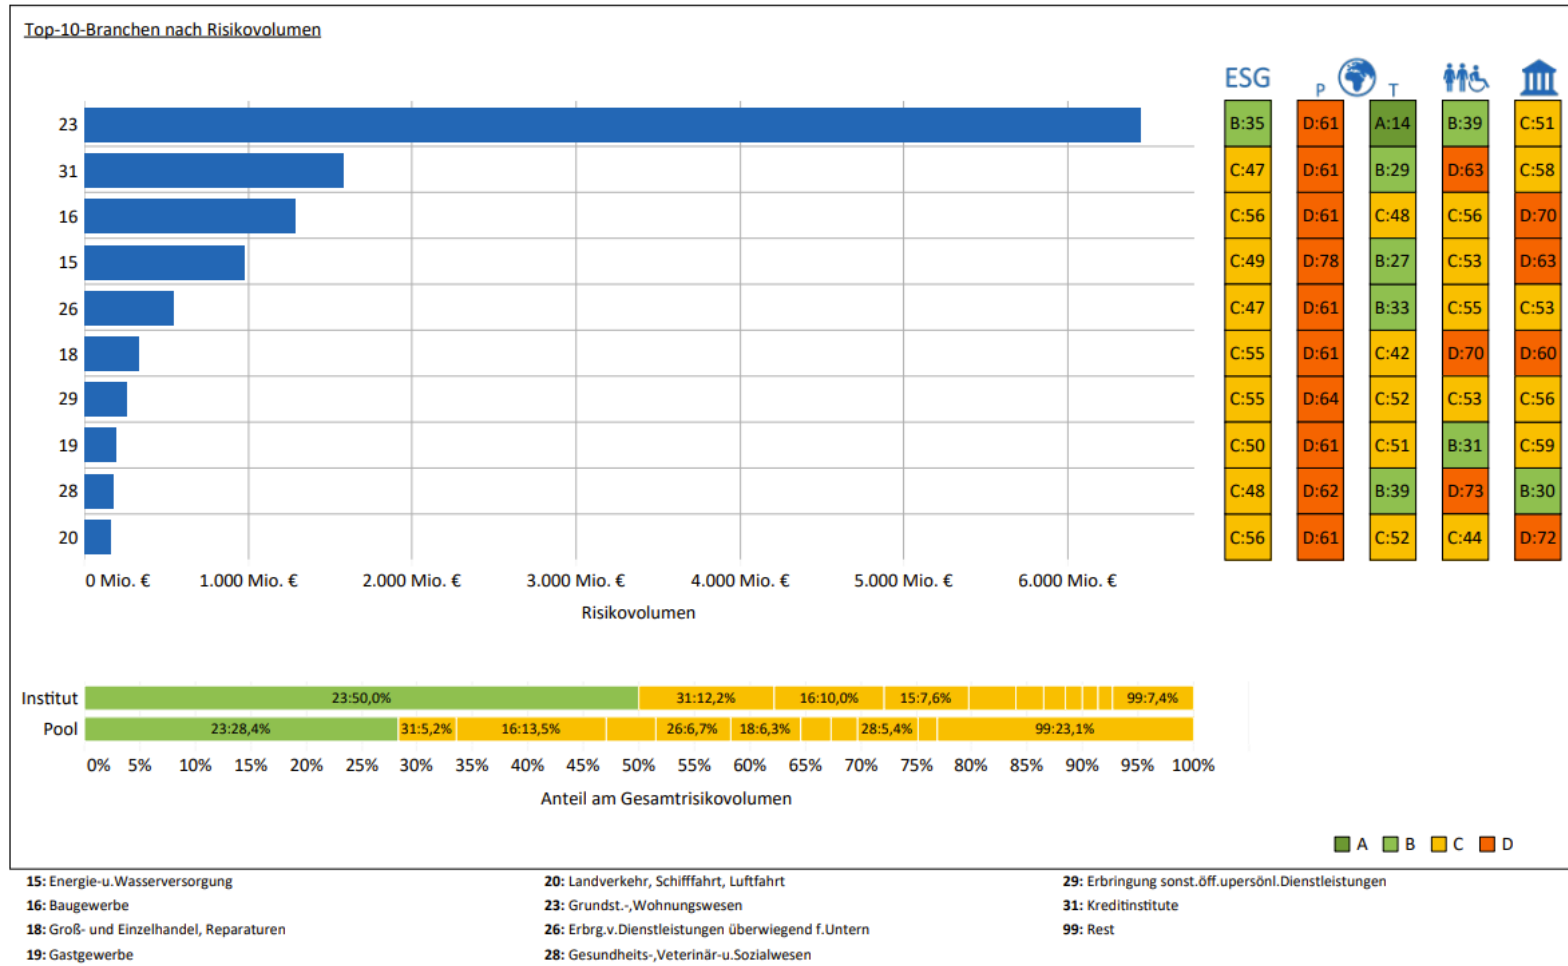 Top-10-Branchen nach Risikovolumen
ESG P T
23 B:35 D:61 A:14 B:39 C:51
31 C:47 D:61 B:29 D:63 C:58
16 C:56 D:61 C:48 C:56 D:70
15 C:49 D:78 B:27 C:53 D:63
26 C:47 D:61 B:33 C:55 C:53
18 C:55 D:61 C:42 D:70 D:60
29 C:55 D:64 C:52 C:53 C:56
19 C:50 D:61 C:51 B:31 C:59
28 C:48 D:62 B:39 D:73 B:30
20 C:56 D:61 C:52 C:44 D:72
0 Mio. € 1.000 Mio. € 2.000 Mio. € 3.000 Mio. € 4.000 Mio. € 5.000 Mio. € 6.000 Mio. €
Risikovolumen
Institut 23:50,0% 31:12,2% 16:10,0% 15:7,6% 99:7,4%
Pool 23:28,4% 31:5,2% 16:13,5% 26:6,7% 18:6,3% 28:5,4% 99:23,1%
0% 5% 10% 15% 20% 25% 30% 35% 40% 45% 50% 55% 60% 65% 70% 75% 80% 85% 90% 95% 100%
Anteil am Gesamtrisikovolumen
A B C D
15: Energie-u.Wasserversorgung 20: Landverkehr, Schifffahrt, Luftfahrt 29: Erbringung sonst.öff.upersönl.Dienstleistungen
16: Baugewerbe 23: Grundst.-,Wohnungswesen 31: Kreditinstitute
18: Groß- und Einzelhandel, Reparaturen 26: Erbrg.v.Dienstleistungen überwiegend f.Untern 99: Rest
19: Gastgewerbe 28: Gesundheits-,Veterinär-u.Sozialwesen